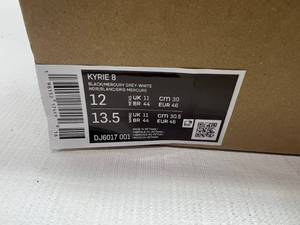 KYRIE 8
BLACK/MERCURY GREY-WHITE
NOIR/BLANC/GRIS MERCURE
12 UK 11 cm 30
BR 44 EUR 46
13.5 UK 11 cm 30.5
BR 44 EUR 46
DJ6017 001